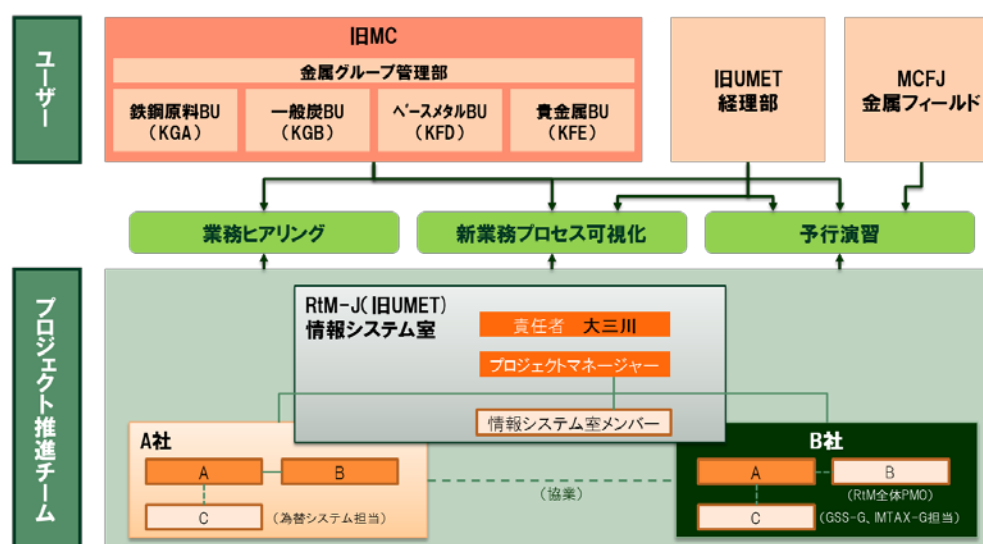 ユーザー
旧MC
金属グループ管理部
鉄鋼原料BU
(KGA)
一般炭BU
(KGB)
ベースメタルBU
(KFD)
貴金属BU
(KFE)
旧UMET
経理部
MCFJ
金属フィールド
業務ヒアリング
新業務プロセス可視化
予行演習
プロジェクト推進チーム
RtM-J(旧UMET)
情報システム室
責任者 大三川
プロジェクトマネージャー
情報システム室メンバー
A社
A
B
C
(為替システム担当)
(協業)
B社
A
B
(RtM全体PMO)
C
(GSS-G、IMTAX-G担当)